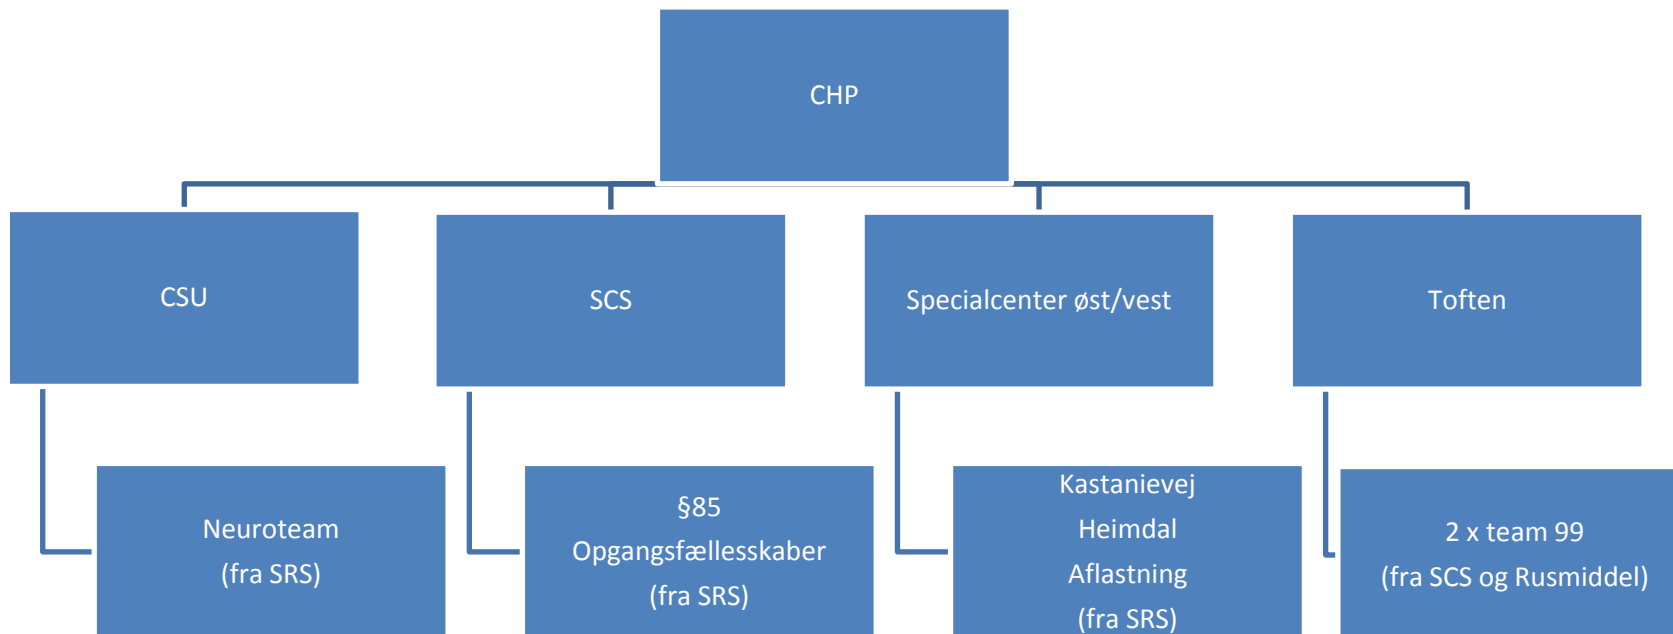 CHP
CSU
SCS
Specialcenter øst/vest
Toften
Neuroteam
(fra SRS)
§85
Opgangsfællesskaber
(fra SRS)
Kastanievej
Heimdal
Aflastning
(fra SRS)
2 x team 99
(fra SCS og Rusmiddel)